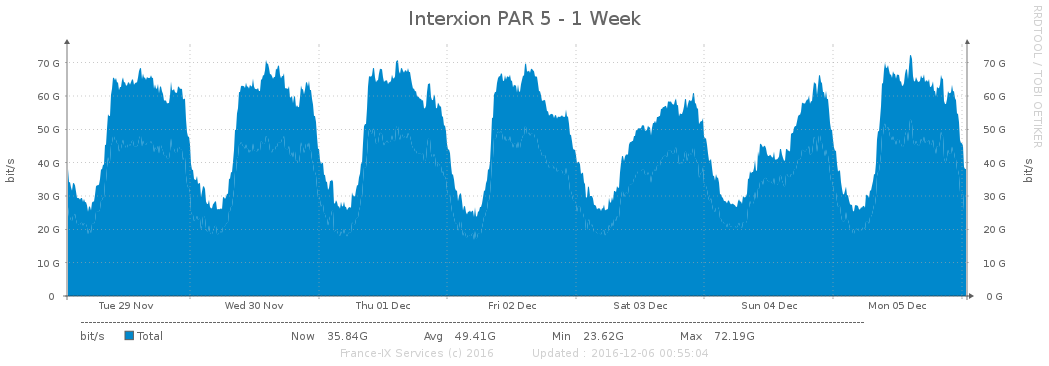 Interxion PAR 5 - 1 Week
RRDTOOL / TOBI OETIKER
70 G 70 G
60 G 60 G
50 G 50 G
40 G 40 G
30 G 30 G
20 G 20 G
10 G 10 G
0 0 G
bit/s bit/s
Tue 29 Nov Wed 30 Nov Thu 01 Dec Fri 02 Dec Sat 03 Dec Sun 04 Dec Mon 05 Dec
bit/s Total Now 35.84G Avg 49.41G Min 23.62G Max 72.19G
France-IX Services (c) 2016 Updated : 2016-12-06 00:55:04